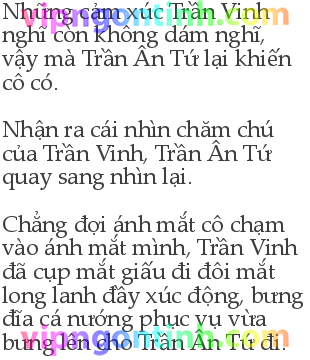 Những cảm xúc Trần Vinh
nghĩ còn không dám nghĩ,
vậy mà Trần Ân Tứ lại khiến
cô có.
Nhận ra cái nhìn chăm chú
của Trần Vinh, Trần Ân Tứ
quay sang nhìn lại.
Chẳng đợi ánh mắt cô chạm
vào ánh mắt mình, Trần Vinh
đã cụp mắt giấu đi đôi mắt
long lanh đầy xúc động, bưng
đĩa cá nướng phục vụ vừa
bưng lên cho Trần Ân Tứ đi.
vipngontinh.com
vipngontinh.com